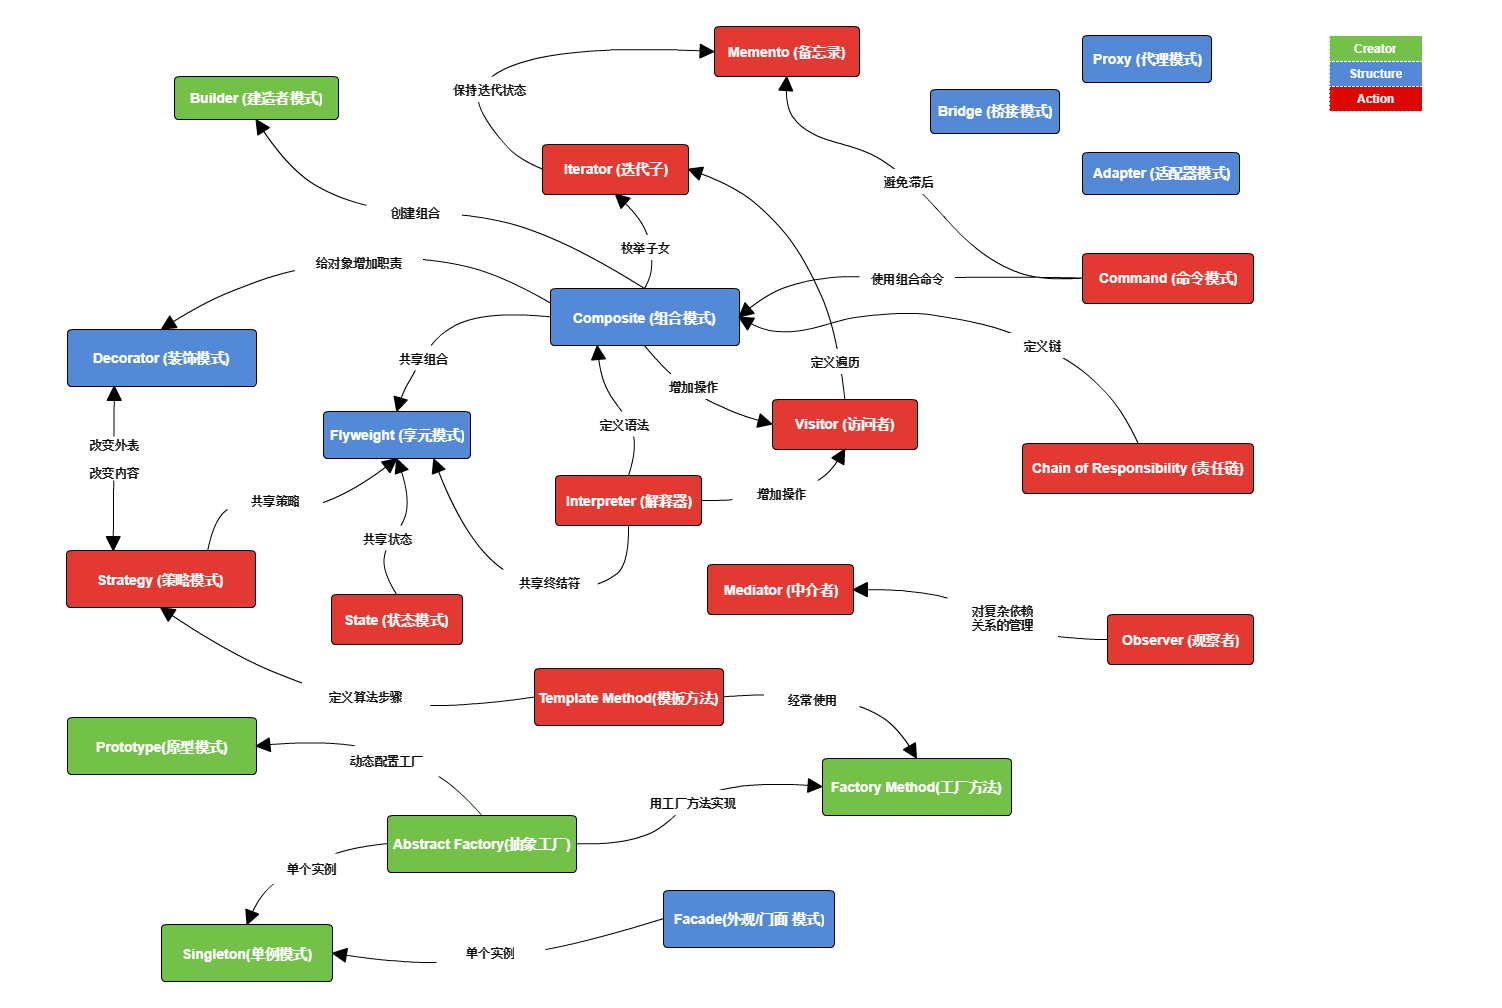 Memento (备忘录)
Proxy (代理模式)
Creator
Structure
Action
Builder (建造者模式)
保持迭代状态
Bridge (桥接模式)
Iterator (迭代子)
Adapter (适配器模式)
避免滞后
创建组合
枚举子女
给对象增加职责
使用组合命令
Command (命令模式)
Composite (组合模式)
Decorator (装饰模式)
共享组合
定义遍历
定义链
增加操作
Flyweight (享元模式)
定义语法
Visitor (访问者)
改变外表
改变内容
Chain of Responsibility (责任链)
共享策略
Interpreter (解释器)
增加操作
共享状态
Strategy (策略模式)
共享终结符
Mediator (中介者)
对复杂依赖
关系的管理
State (状态模式)
Observer (观察者)
定义算法步骤
Template Method(模板方法)
经常使用
Prototype(原型模式)
动态配置工厂
Factory Method(工厂方法)
用工厂方法实现
Abstract Factory(抽象工厂)
单个实例
Facade(外观/门面 模式)
Singleton(单例模式)
单个实例